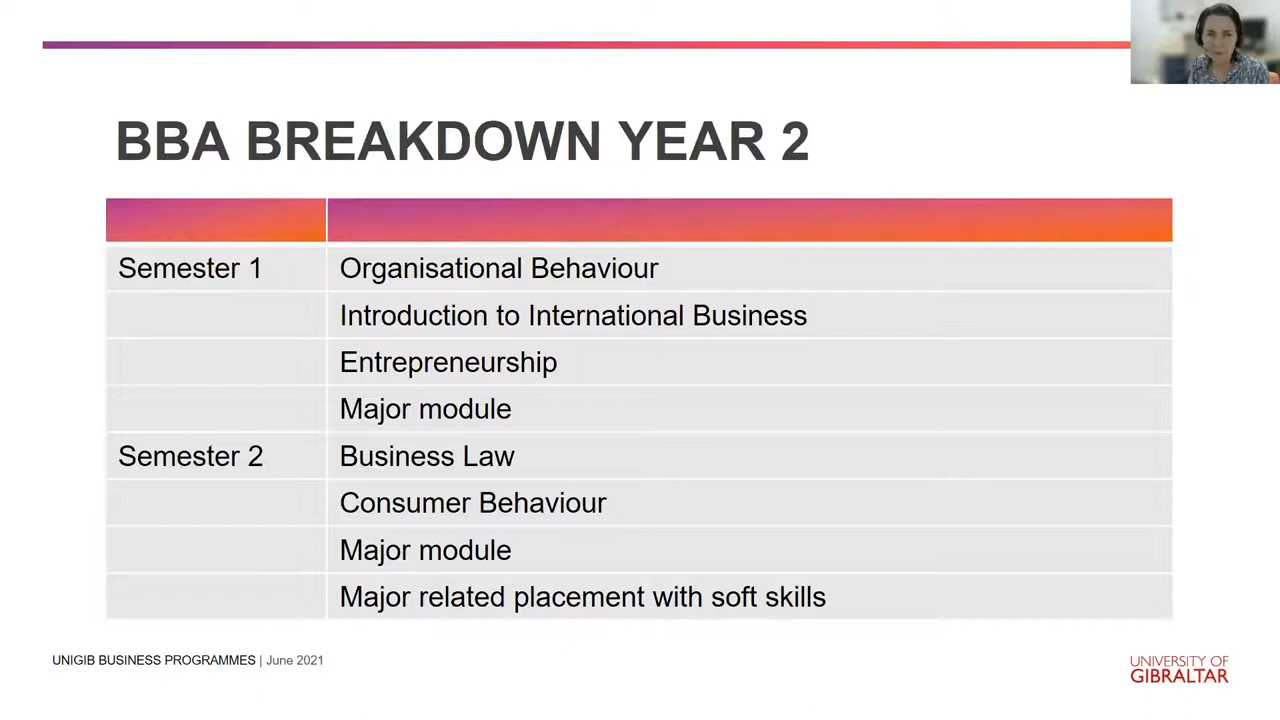 BBA BREAKDOWN YEAR 2
Semester 1 Organisational Behaviour
Introduction to International Business
Entrepreneurship
Major module
Semester 2 Business Law
Consumer Behaviour
Major module
Major related placement with soft skills
UNIGIB BUSINESS PROGRAMMES | June 2021
UNIVERSITY OF
GIBRALTAR